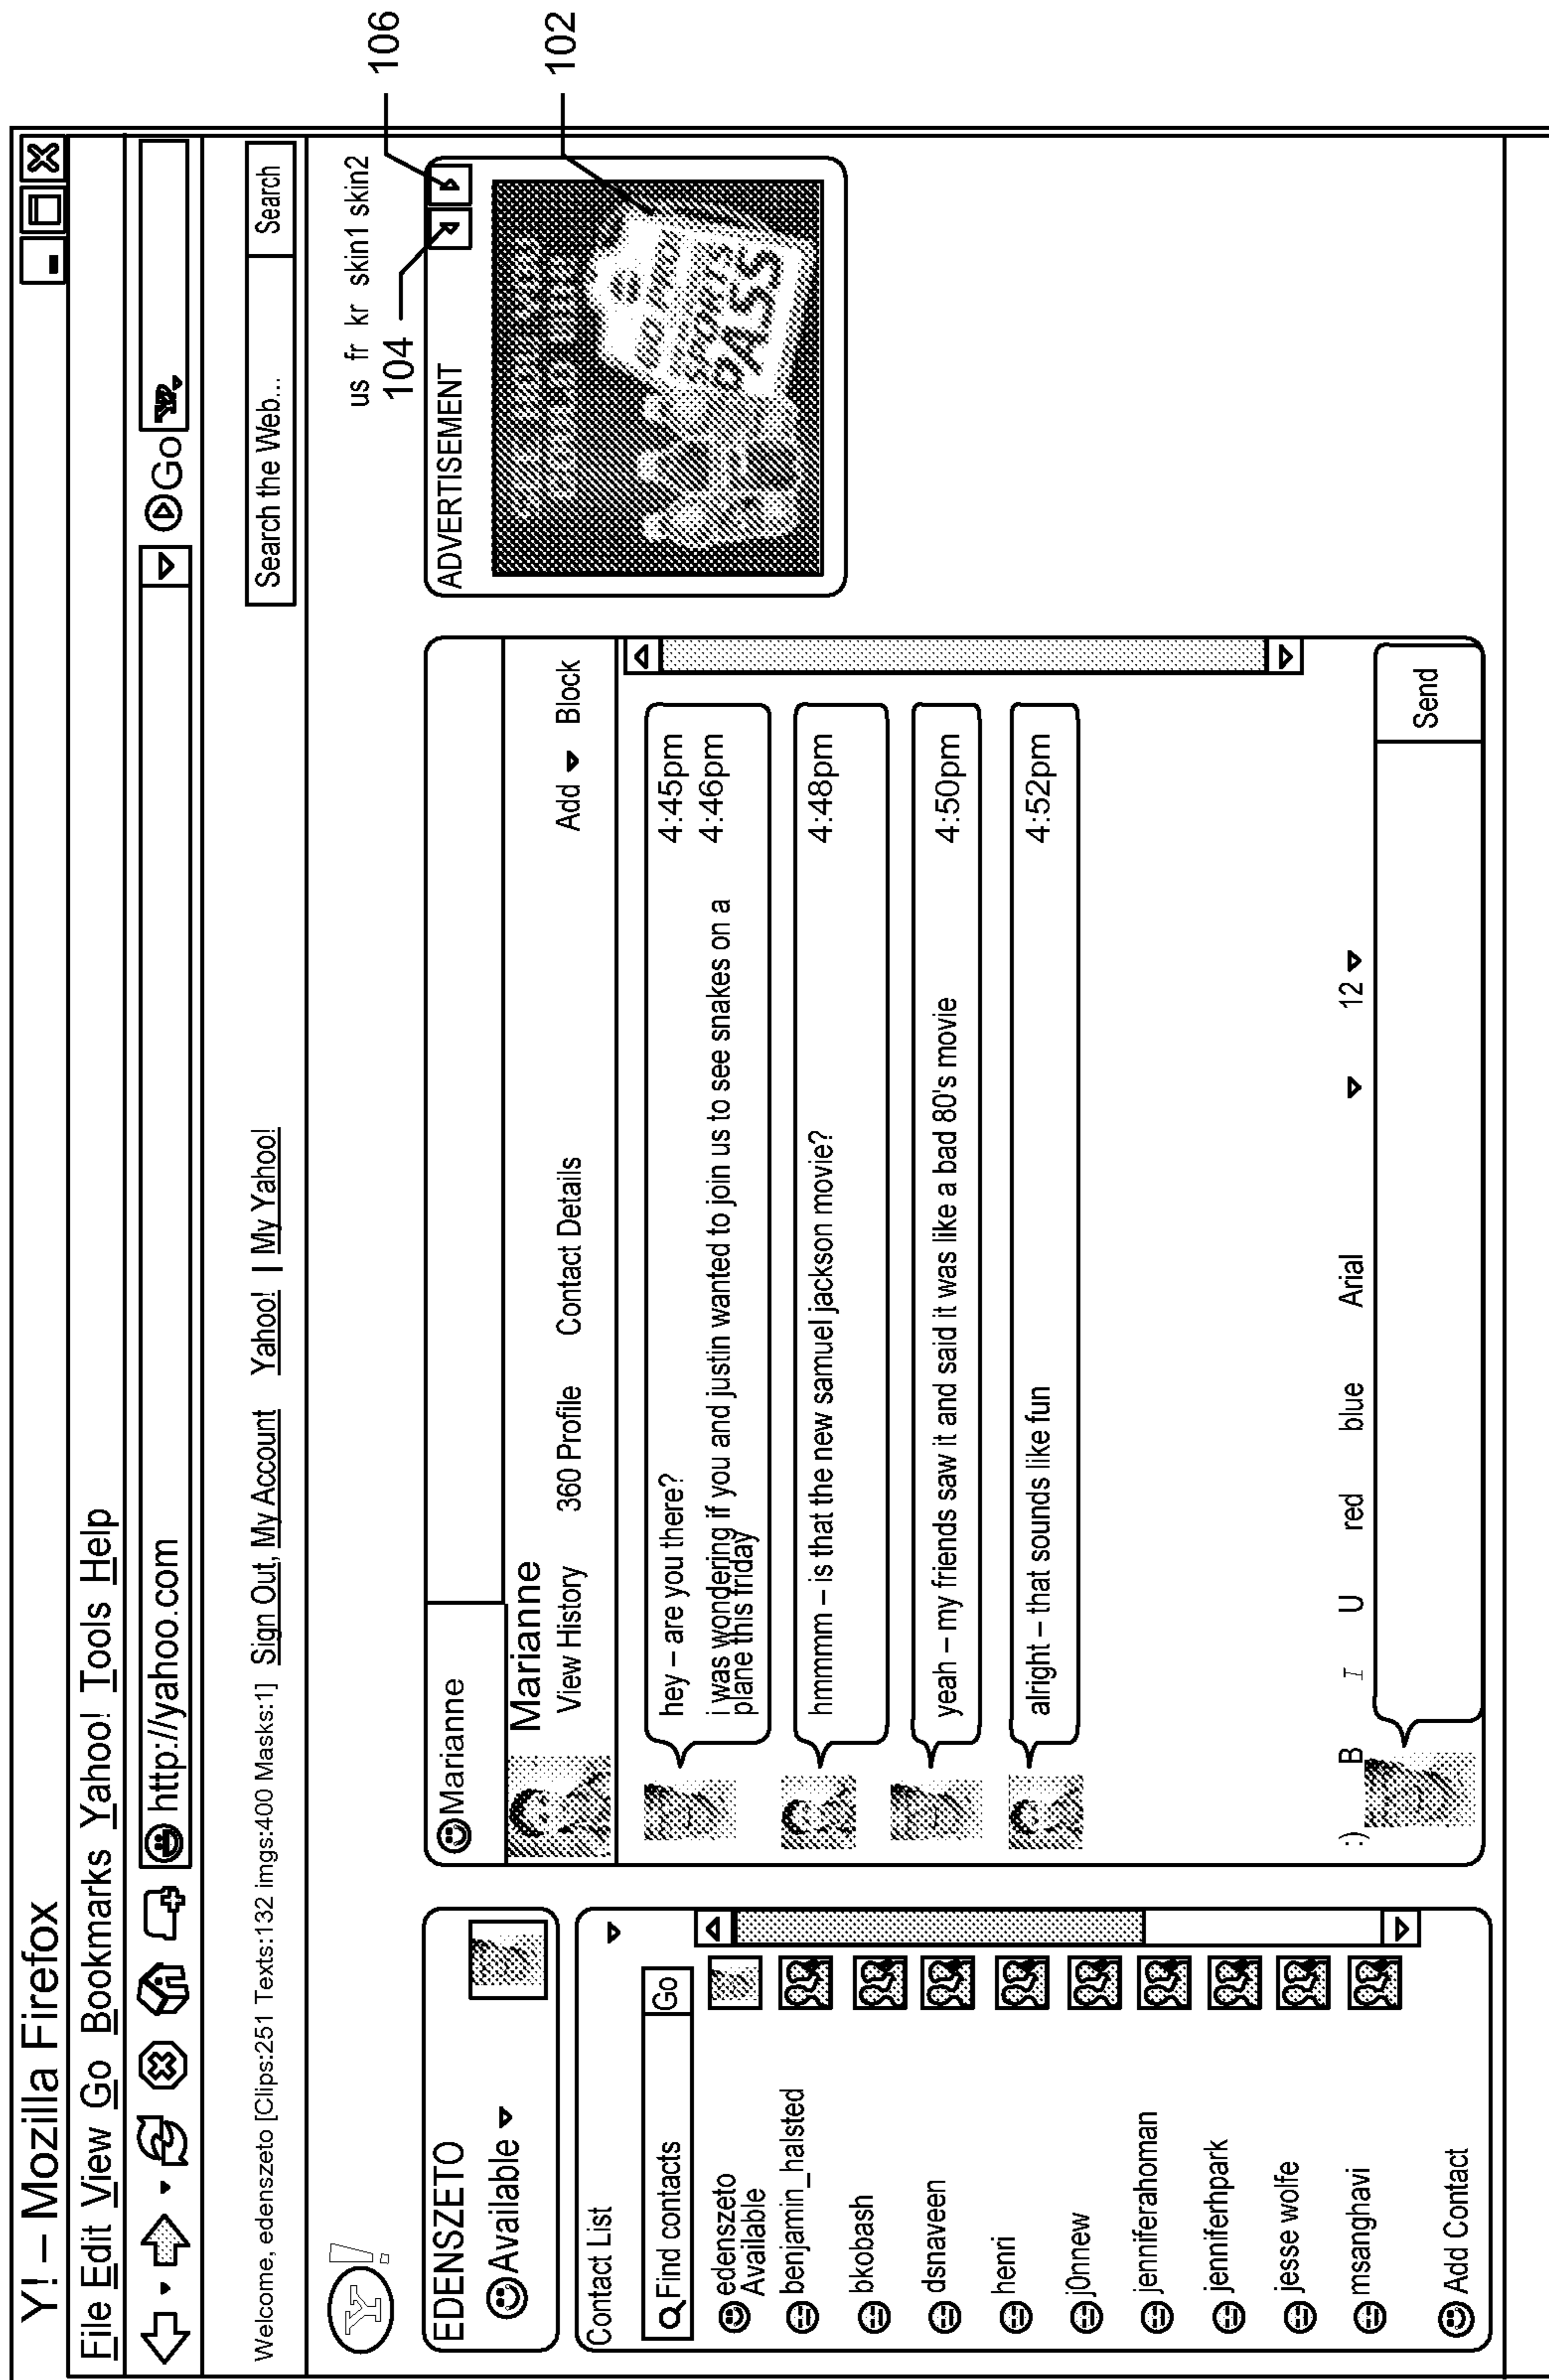 Y! – Mozilla Firefox
File Edit View Go Bookmarks Yahoo! Tools Help
http://yahoo.com
Go
Welcome, edenszeto [Clips:251 Texts:132 imgs:400 Masks:1] Sign Out, My Account Yahoo! | My Yahoo!
Search the Web... Search
Y!
us fr kr skin1 skin2
104
106
102
EDENSZETO
Available
Contact List
Find contacts Go
edenszeto
Available
benjamin_halsted
bkobash
dsnaveen
henri
j0nnew
jenniferahoman
jenniferhpark
jesse wolfe
msanghavi
Add Contact
Marianne
Marianne
View History 360 Profile Contact Details Add Block
hey – are you there? 4:45pm
i was wondering if you and justin wanted to join us to see snakes on a 4:46pm
plane this friday
hmmmm – is that the new samuel jackson movie? 4:48pm
yeah – my friends saw it and said it was like a bad 80's movie 4:50pm
alright – that sounds like fun 4:52pm
:) B I U red blue Arial 12
Send
ADVERTISEMENT
SPORTS
PASS